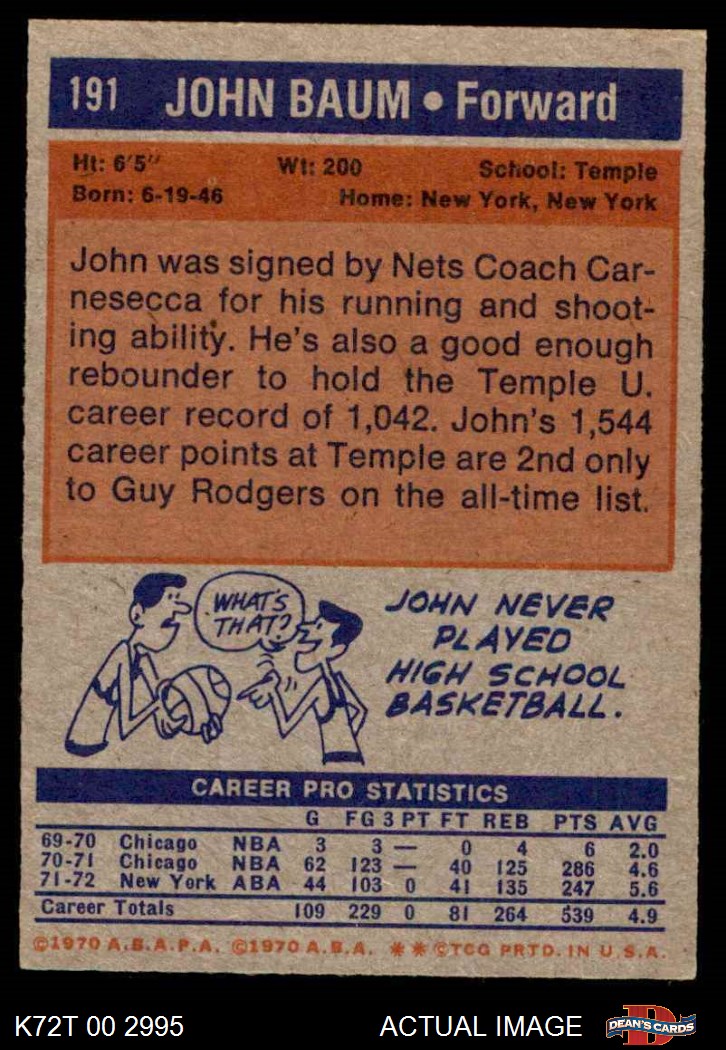 191 JOHN BAUM • Forward
Ht: 6'5" Wt: 200 School: Temple
Born: 6-19-46 Home: New York, New York
John was signed by Nets Coach Car-
nesecca for his running and shoot-
ing ability. He's also a good enough
rebounder to hold the Temple U.
career record of 1,042. John's 1,544
career points at Temple are 2nd only
to Guy Rodgers on the all-time list.
WHAT'S
THAT?
JOHN NEVER
PLAYED
HIGH SCHOOL
BASKETBALL.
CAREER PRO STATISTICS
G FG 3 PT FT REB PTS AVG
69-70 Chicago NBA 3 3 — 0 4 6 2.0
70-71 Chicago NBA 62 123 — 40 125 286 4.6
71-72 New York ABA 44 103 0 41 135 247 5.6
Career Totals 109 229 0 81 264 539 4.9
©1970 A.B.A.P.A. ©1970 A.B.A. ** ©TCG PRTD. IN U.S.A.
K72T 00 2995 ACTUAL IMAGE
D
DEAN'S CARDS